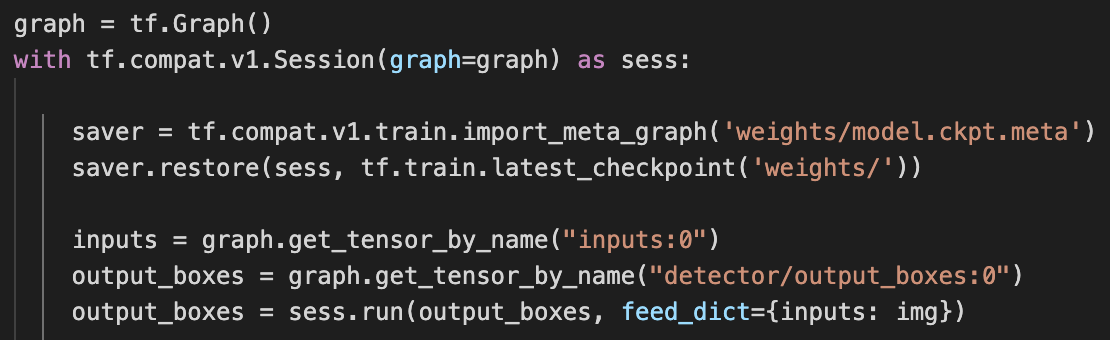 graph = tf.Graph()
with tf.compat.v1.Session(graph=graph) as sess:
saver = tf.compat.v1.train.import_meta_graph('weights/model.ckpt.meta')
saver.restore(sess, tf.train.latest_checkpoint('weights/'))
inputs = graph.get_tensor_by_name("inputs:0")
output_boxes = graph.get_tensor_by_name("detector/output_boxes:0")
output_boxes = sess.run(output_boxes, feed_dict={inputs: img})